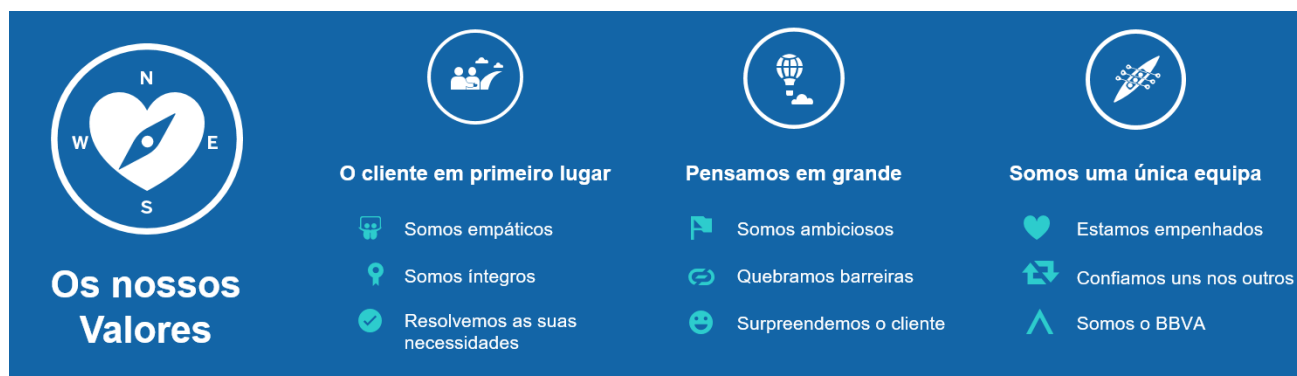 N
W
E
S
Os nossos
Valores
O cliente em primeiro lugar
Somos empáticos
Somos íntegros
Resolvemos as suas
necessidades
Pensamos em grande
Somos ambiciosos
Quebramos barreiras
Surpreendemos o cliente
Somos uma única equipa
Estamos empenhados
Confiamos uns nos outros
Somos o BBVA